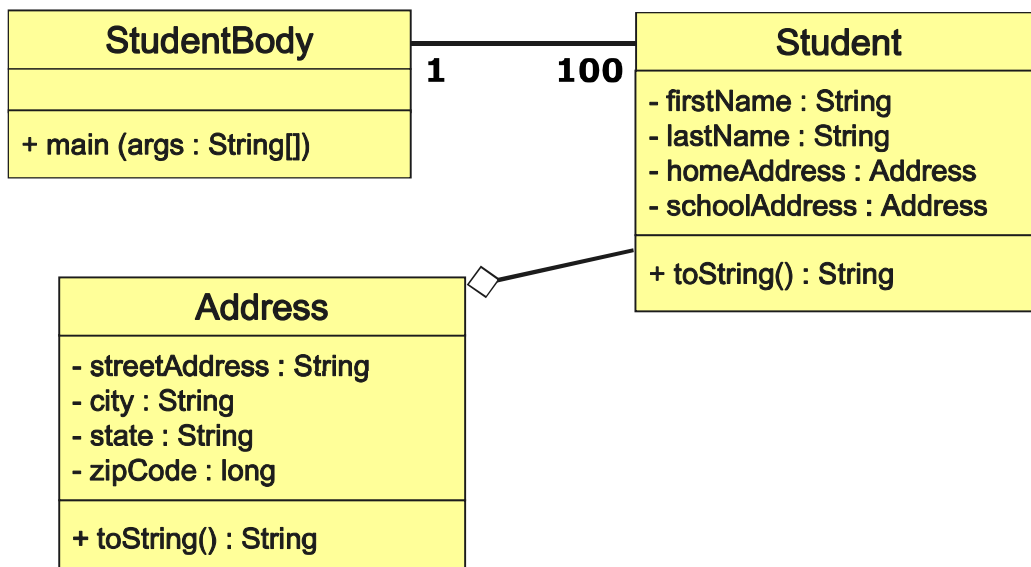 StudentBody
+ main (args : String[])
1
100
Student
- firstName : String
- lastName : String
- homeAddress : Address
- schoolAddress : Address
+ toString() : String
Address
- streetAddress : String
- city : String
- state : String
- zipCode : long
+ toString() : String